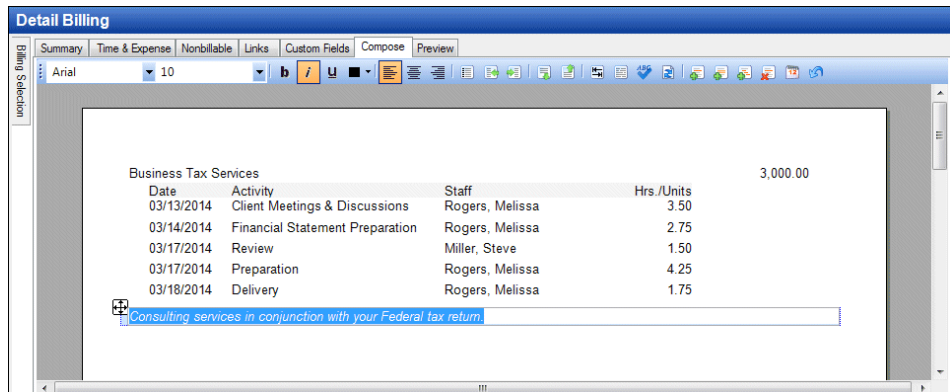 Detail Billing
Billing Selection
Summary Time & Expense Nonbillable Links Custom Fields Compose Preview
Arial 10 b i u ABC 12
Business Tax Services 3,000.00
Date Activity Staff Hrs./Units
03/13/2014 Client Meetings & Discussions Rogers, Melissa 3.50
03/14/2014 Financial Statement Preparation Rogers, Melissa 2.75
03/17/2014 Review Miller, Steve 1.50
03/17/2014 Preparation Rogers, Melissa 4.25
03/18/2014 Delivery Rogers, Melissa 1.75
Consulting services in conjunction with your Federal tax return.